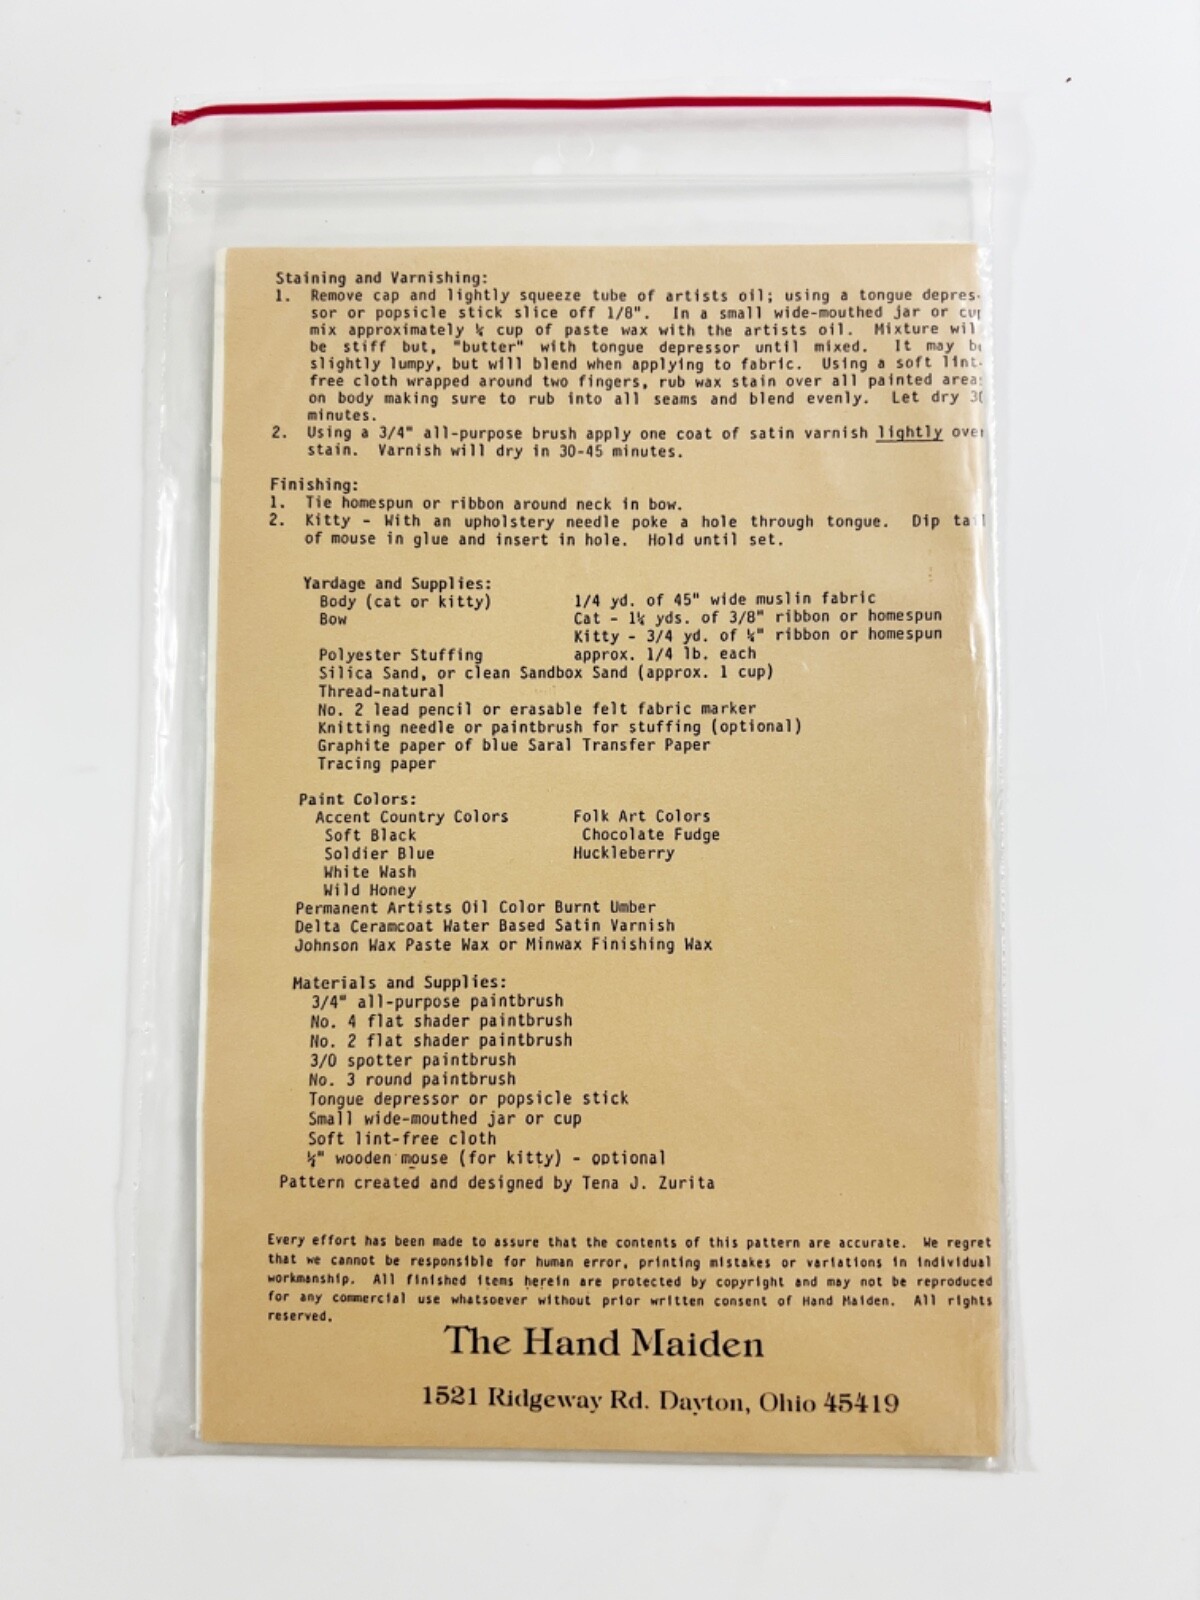 Staining and Varnishing:
1. Remove cap and lightly squeeze tube of artists oil; using a tongue depres-
sor or popsicle stick slice off 1/8". In a small wide-mouthed jar or cup
mix approximately ¼ cup of paste wax with the artists oil. Mixture wil
be stiff but, "butter" with tongue depressor until mixed. It may be
slightly lumpy, but will blend when applying to fabric. Using a soft lint-
free cloth wrapped around two fingers, rub wax stain over all painted areas
on body making sure to rub into all seams and blend evenly. Let dry 30
minutes.
2. Using a 3/4" all-purpose brush apply one coat of satin varnish lightly over
stain. Varnish will dry in 30-45 minutes.
Finishing:
1. Tie homespun or ribbon around neck in bow.
2. Kitty - With an upholstery needle poke a hole through tongue. Dip tail
of mouse in glue and insert in hole. Hold until set.
Yardage and Supplies:
Body (cat or kitty) 1/4 yd. of 45" wide muslin fabric
Bow Cat - 1¼ yds. of 3/8" ribbon or homespun
Kitty - 3/4 yd. of ¼" ribbon or homespun
Polyester Stuffing approx. 1/4 lb. each
Silica Sand, or clean Sandbox Sand (approx. 1 cup)
Thread-natural
No. 2 lead pencil or erasable felt fabric marker
Knitting needle or paintbrush for stuffing (optional)
Graphite paper of blue Saral Transfer Paper
Tracing paper
Paint Colors:
Accent Country Colors Folk Art Colors
Soft Black Chocolate Fudge
Soldier Blue Huckleberry
White Wash
Wild Honey
Permanent Artists Oil Color Burnt Umber
Delta Ceramcoat Water Based Satin Varnish
Johnson Wax Paste Wax or Minwax Finishing Wax
Materials and Supplies:
3/4" all-purpose paintbrush
No. 4 flat shader paintbrush
No. 2 flat shader paintbrush
3/0 spotter paintbrush
No. 3 round paintbrush
Tongue depressor or popsicle stick
Small wide-mouthed jar or cup
Soft lint-free cloth
wooden mouse (for kitty) - optional
Pattern created and designed by Tena J. Zurita
Every effort has been made to assure that the contents of this pattern are accurate. We regret
that we cannot be responsible for human error, printing mistakes or variations in individual
workmanship. All finished items herein are protected by copyright and may not be reproduced
for any commercial use whatsoever without prior written consent of Hand Maiden. All rights
reserved.
The Hand Maiden
1521 Ridgeway Rd. Dayton, Ohio 45419